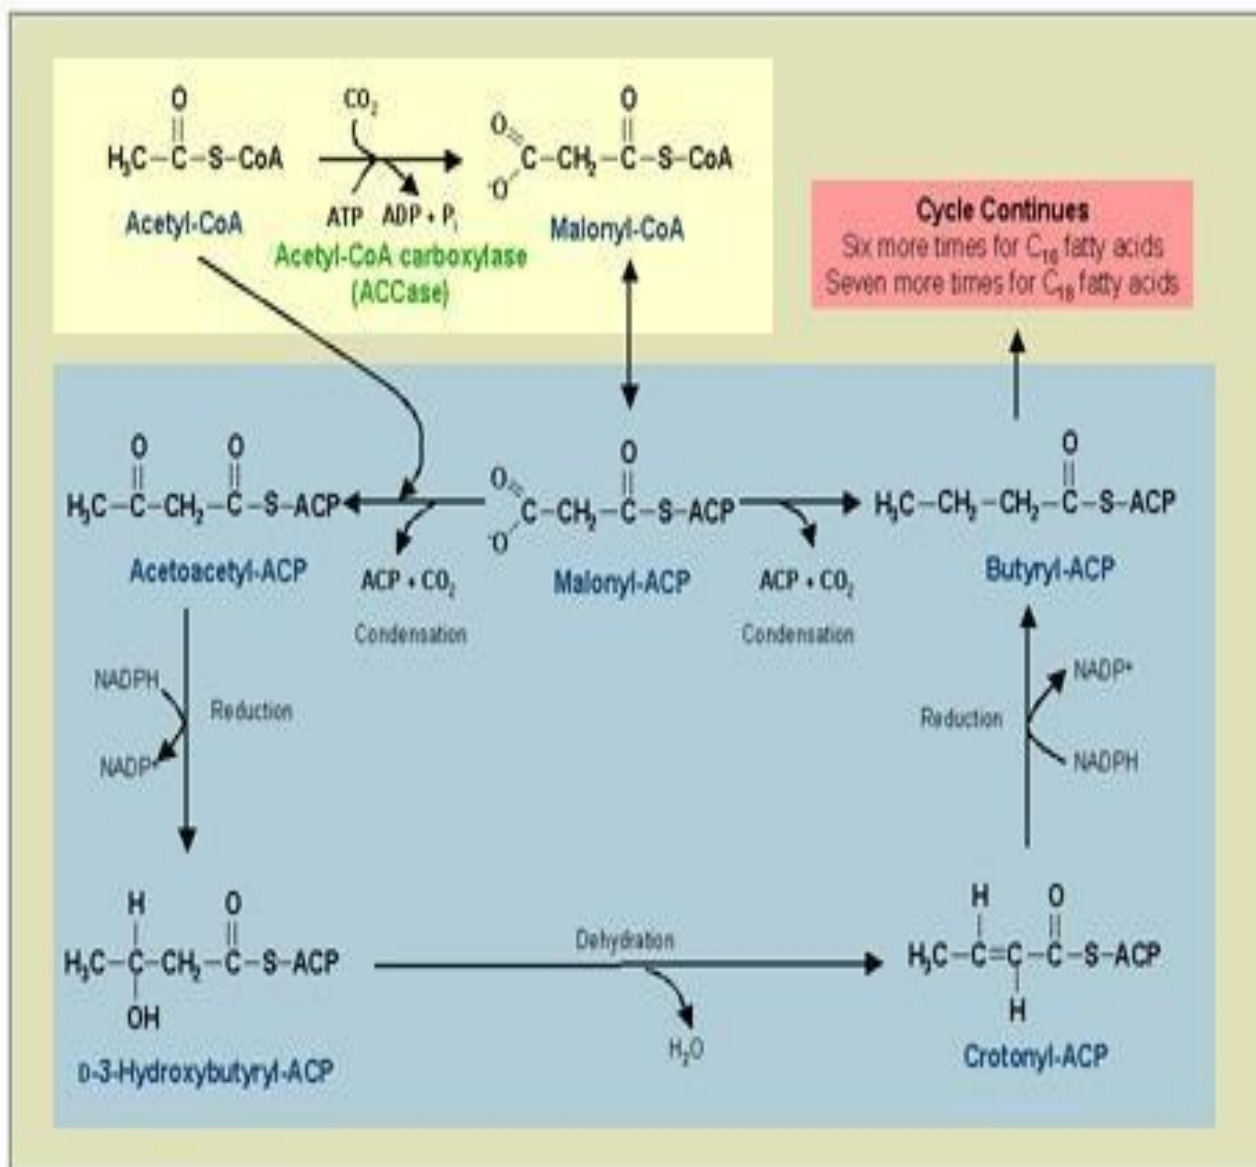 O
H₃C–C–S–CoA
Acetyl-CoA
CO₂
ATP ADP + Pᵢ
Acetyl-CoA carboxylase
(ACCase)
O O
C–CH₂–C–S–CoA
⁻O
Malonyl-CoA
Cycle Continues
Six more times for C₁₆ fatty acids
Seven more times for C₁₈ fatty acids
O O
H₃C–C–CH₂–C–S–ACP
Acetoacetyl-ACP
ACP + CO₂
Condensation
O O
C–CH₂–C–S–ACP
⁻O
Malonyl-ACP
ACP + CO₂
Condensation
O
H₃C–CH₂–CH₂–C–S–ACP
Butyryl-ACP
NADPH
Reduction
NADP⁺
NADP⁺
Reduction
NADPH
H O
H₃C–C–CH₂–C–S–ACP
OH
D-3-Hydroxybutyryl-ACP
Dehydration
H₂O
H O
H₃C–C=C–C–S–ACP
H
Crotonyl-ACP